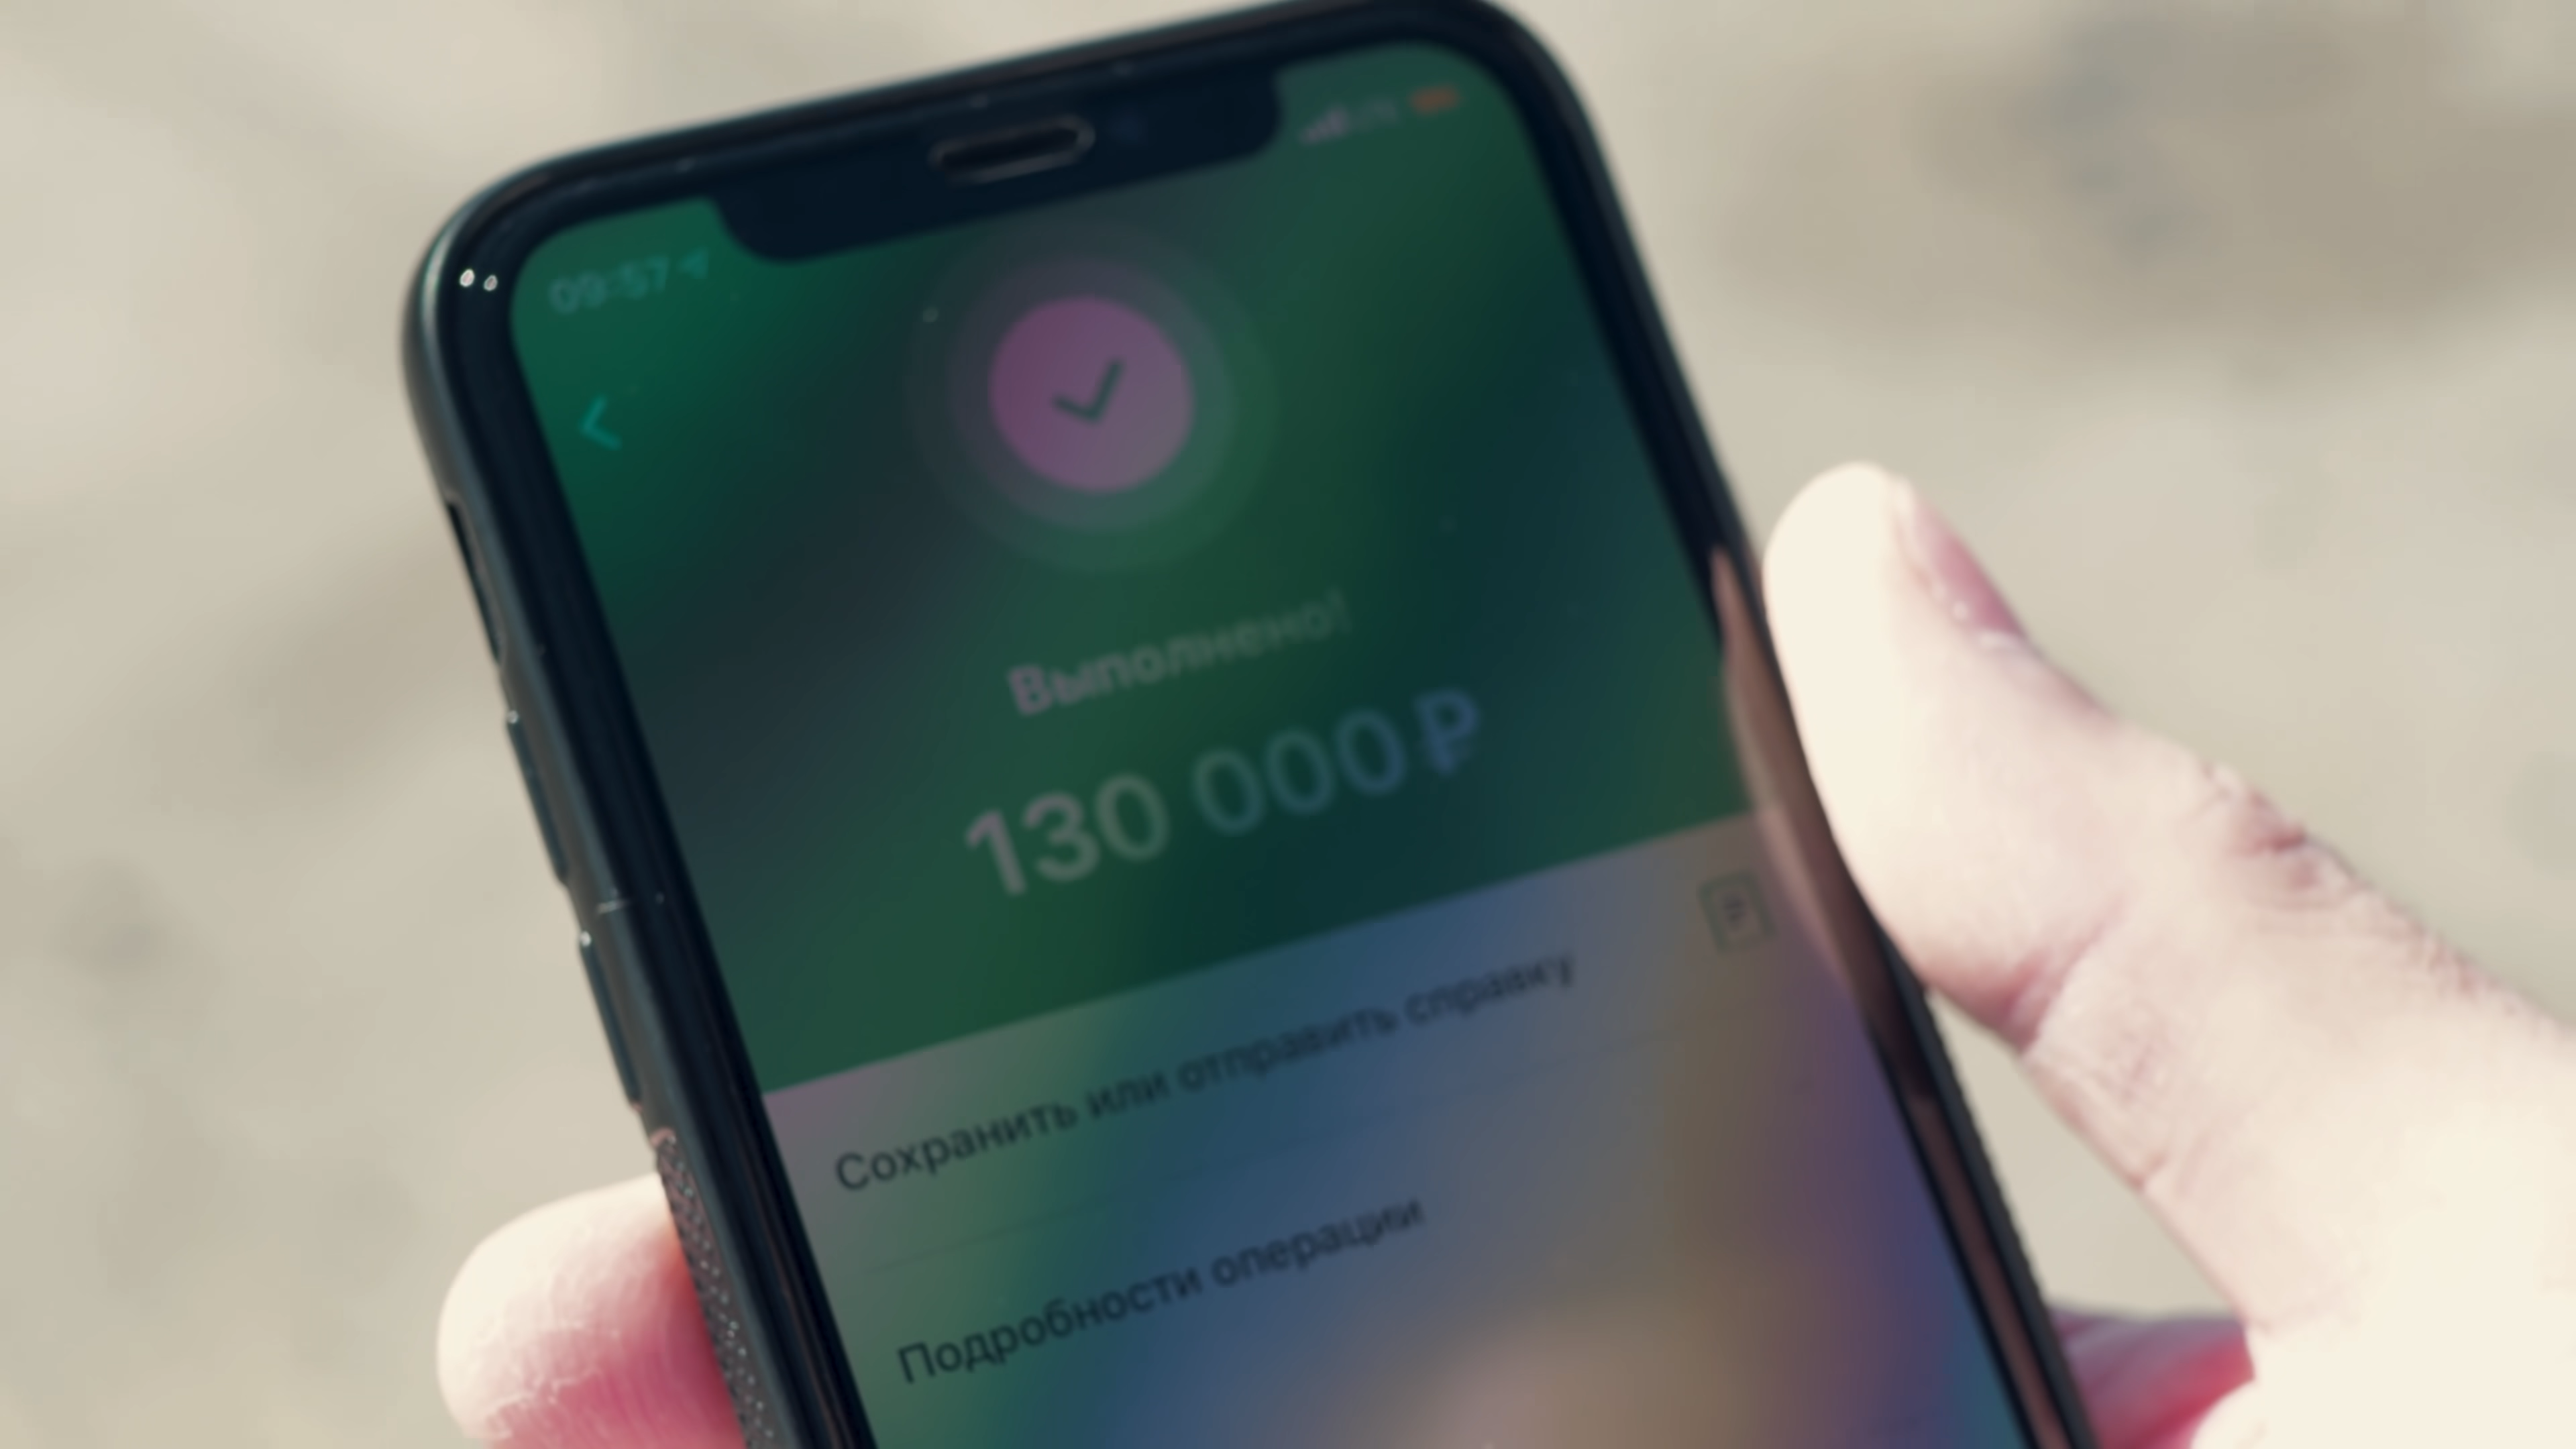 09:57
Выполнено!
130 000 ₽
Сохранить или отправить справку
Подробности операции